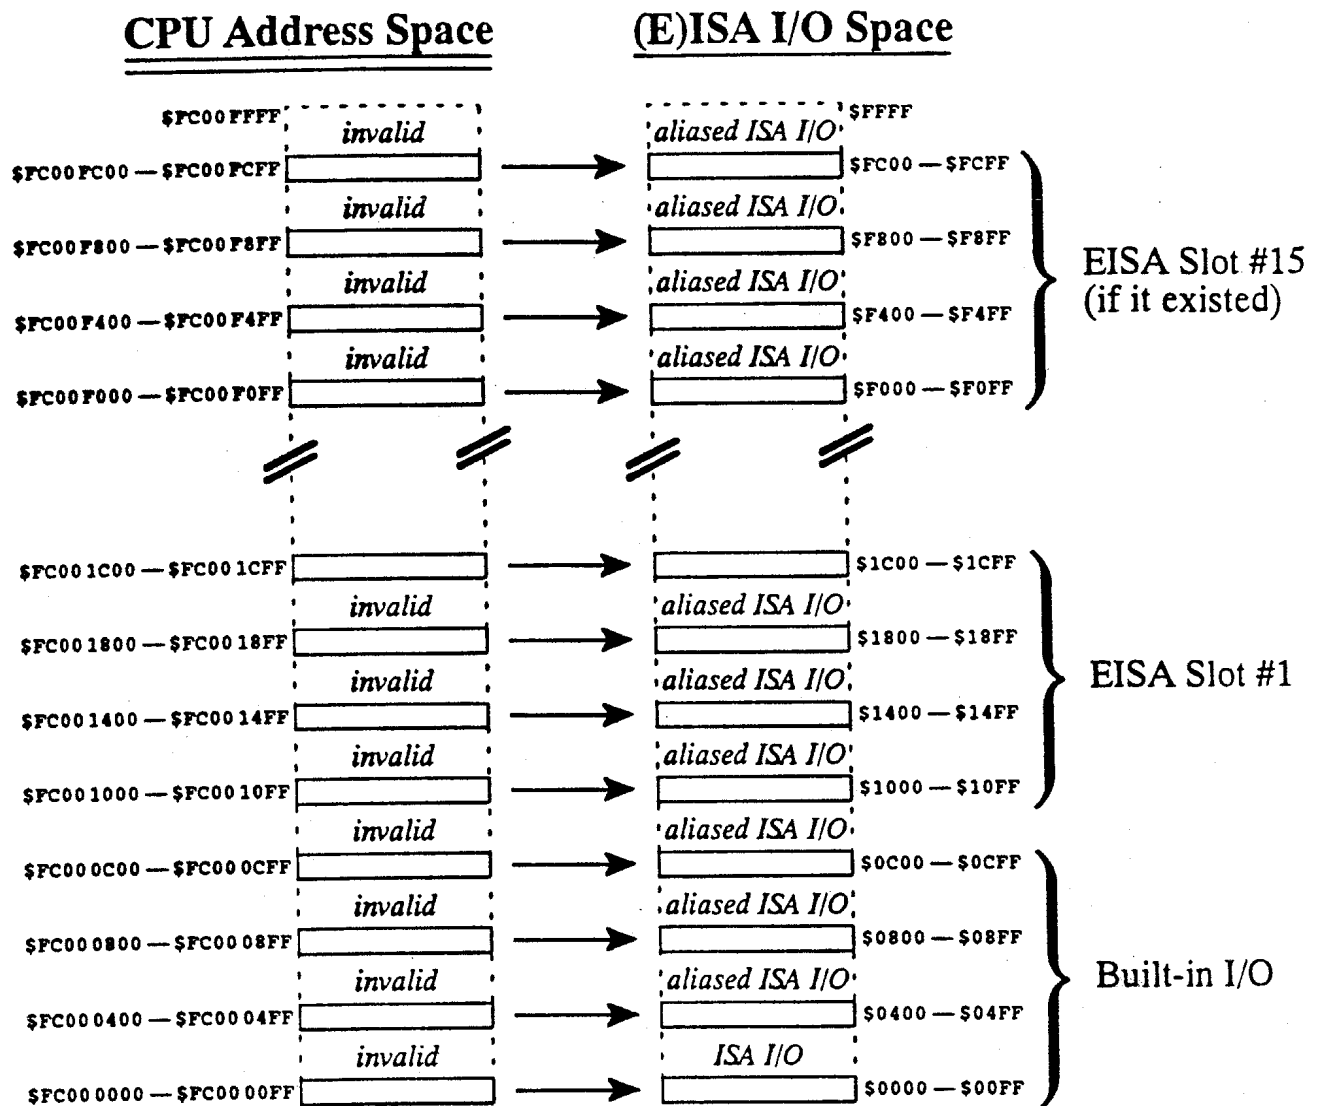 CPU Address Space (E)ISA I/O Space
$FC00FFFF $FFFF
invalid aliased ISA I/O
$FC00FC00 — $FC00FCFF $FC00 — $FCFF
invalid aliased ISA I/O
$FC00F800 — $FC00F8FF $F800 — $F8FF
EISA Slot #15
(if it existed)
invalid aliased ISA I/O
$FC00F400 — $FC00F4FF $F400 — $F4FF
invalid aliased ISA I/O
$FC00F000 — $FC00F0FF $F000 — $F0FF
$FC001C00 — $FC001CFF $1C00 — $1CFF
invalid aliased ISA I/O
$FC001800 — $FC0018FF $1800 — $18FF
invalid aliased ISA I/O
EISA Slot #1
$FC001400 — $FC0014FF $1400 — $14FF
invalid aliased ISA I/O
$FC001000 — $FC0010FF $1000 — $10FF
invalid aliased ISA I/O
$FC000C00 — $FC000CFF $0C00 — $0CFF
invalid aliased ISA I/O
$FC000800 — $FC0008FF $0800 — $08FF
invalid aliased ISA I/O
Built-in I/O
$FC000400 — $FC0004FF $0400 — $04FF
invalid ISA I/O
$FC000000 — $FC0000FF $0000 — $00FF